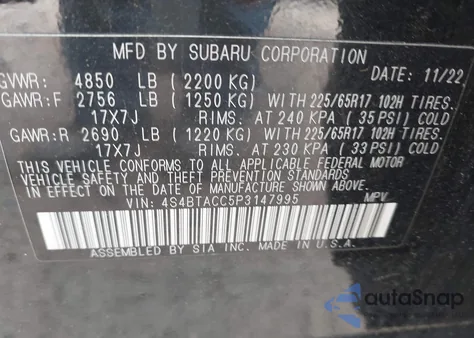 MFD BY SUBARU CORPORATION
GVWR: 4850 LB (2200 KG) DATE: 11/22
GAWR:F 2756 LB (1250 KG) WITH 225/65R17 102H TIRES.
17X7J RIMS. AT 240 KPA (35 PSI) COLD
GAWR:R 2690 LB (1220 KG) WITH 225/65R17 102H TIRES.
17X7J RIMS. AT 230 KPA (33 PSI) COLD
THIS VEHICLE CONFORMS TO ALL APPLICABLE FEDERAL MOTOR
VEHICLE SAFETY AND THEFT PREVENTION STANDARDS
IN EFFECT ON THE DATE OF MANUFACTURE SHOWN ABOVE.
VIN: 4S4BTACC5P3147995 MPV
ASSEMBLED BY SIA INC. MADE IN U.S.A.
autaSnap